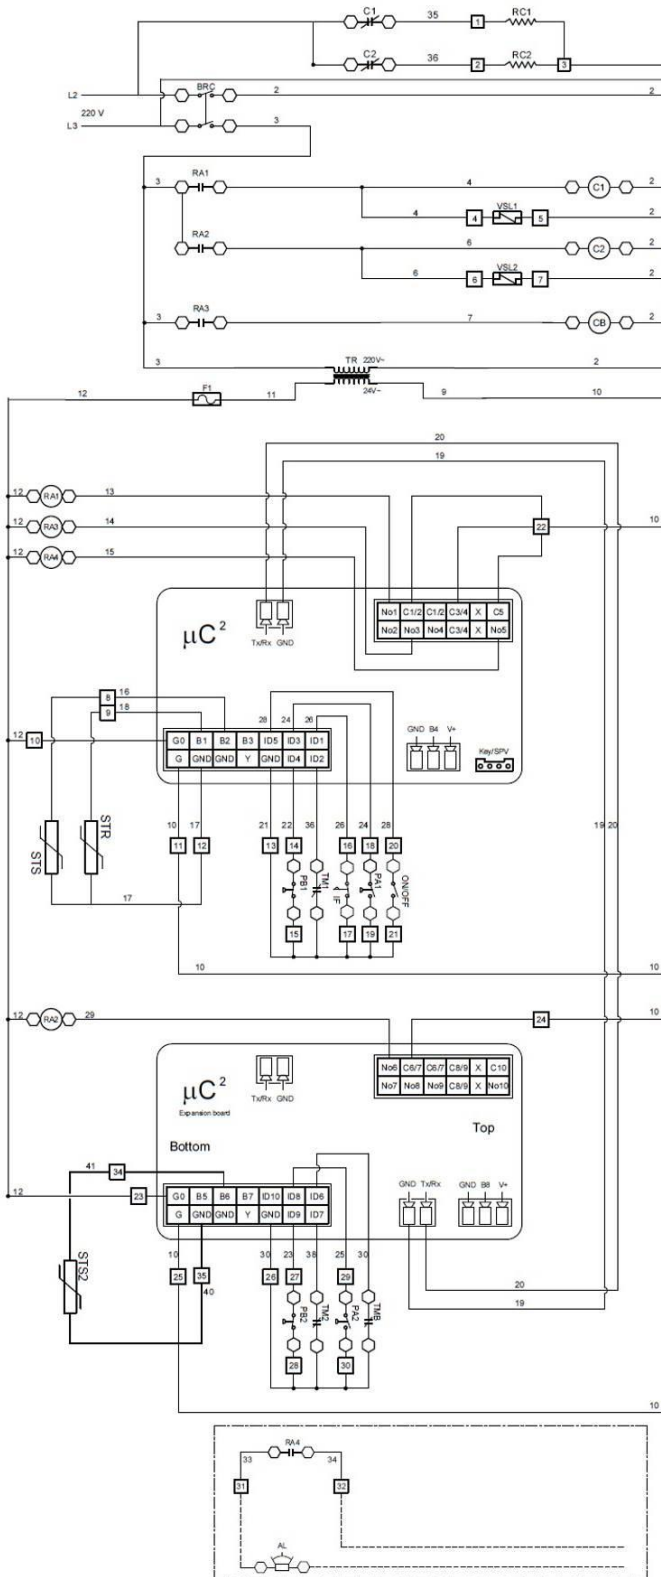 C1 35 1 RC1
C2 36 2 RC2 3
L2 BRC 2 2
220 V
L3 3
3 RA1 4 C1 2
4 4 VSL1 5 2
RA2 6 C2 2
6 6 VSL2 7 2
3 RA3 7 CB 2
3 TR 220V~ 2
12 F1 11 24V~ 9 10
20
19
12 RA1 13
12 RA3 14 22 10
12 RA4 15
No1 C1/2 C1/2 C3/4 X C5
No2 No3 No4 C3/4 X No5
µC²
Tx/Rx GND
8 16
9 18
28 24 26
GND B4 V+
Key/SPV
12 10 G0 B1 B2 B3 ID5 ID3 ID1
G GND GND Y GND ID4 ID2
10 17 21 22 36 26 24 28
19 20
11 12 13 14 16 18 20
STS STR PB1 TM1 IF PA1 ON/OFF
17 15 17 19 21
10 10
12 RA2 29 24 10
No6 C6/7 C6/7 C8/9 X C10
No7 No8 No9 C8/9 X No10
µC²
Expansion board
Tx/Rx GND
Top
Bottom
41 34
GND Tx/Rx GND B8 V+
12 23 G0 B5 B6 B7 ID10 ID8 ID6
G GND GND Y GND ID9 ID7
10 30 23 38 25 30
25 35 26 27 29
40
STS2 PB2 TM2 PA2 TMB
20
19
28 30
10
RA4
33 34
31 32
AL